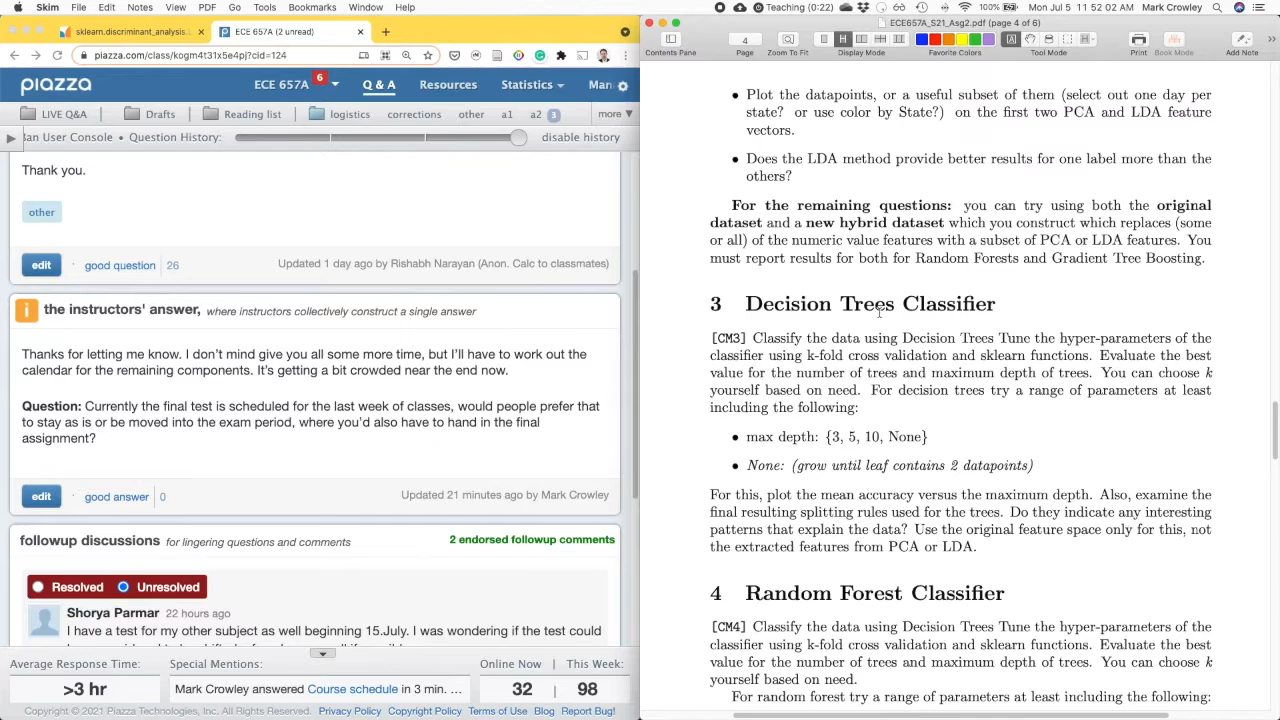 Skim File Edit View PDF Go Tools Bookmarks Window Help Teaching (0:22) 100% Mon Jul 5 11:52:02 AM Mark Crowley
sklearn.discriminant_analysis. ECE 657A (2 unread)
piazza.com/class/kogm4t31x5e4pj?cid=124
piazza ECE 657A 6 Q & A Resources Statistics Man
LIVE Q&A Drafts Reading list logistics corrections other a1 a2 3 more
lan User Console • Question History: disable history
Thank you.
other
edit · good question 26 Updated 1 day ago by Rishabh Narayan (Anon. Calc to classmates)
i the instructors' answer, where instructors collectively construct a single answer
Thanks for letting me know. I don't mind give you all some more time, but I'll have to work out the
calendar for the remaining components. It's getting a bit crowded near the end now.
Question: Currently the final test is scheduled for the last week of classes, would people prefer that
to stay as is or be moved into the exam period, where you'd also have to hand in the final
assignment?
edit · good answer 0 Updated 21 minutes ago by Mark Crowley
followup discussions for lingering questions and comments 2 endorsed followup comments
Resolved Unresolved
Shorya Parmar 22 hours ago
I have a test for my other subject as well beginning 15.July. I was wondering if the test could
Average Response Time: Special Mentions: Online Now This Week:
>3 hr Mark Crowley answered Course schedule in 3 min. ... 32 | 98
Copyright © 2021 Piazza Technologies, Inc. All Rights Reserved. Privacy Policy Copyright Policy Terms of Use Blog Report Bug!
ECE657A_S21_Asg2.pdf (page 4 of 6)
4
Contents Pane Page Zoom To Fit Display Mode Favorite Colors Tool Mode Print Book Mode Add Note
• Plot the datapoints, or a useful subset of them (select out one day per
state? or use color by State?) on the first two PCA and LDA feature
vectors.
• Does the LDA method provide better results for one label more than the
others?
For the remaining questions: you can try using both the original
dataset and a new hybrid dataset which you construct which replaces (some
or all) of the numeric value features with a subset of PCA or LDA features. You
must report results for both for Random Forests and Gradient Tree Boosting.
3 Decision Trees Classifier
[CM3] Classify the data using Decision Trees Tune the hyper-parameters of the
classifier using k-fold cross validation and sklearn functions. Evaluate the best
value for the number of trees and maximum depth of trees. You can choose k
yourself based on need. For decision trees try a range of parameters at least
including the following:
• max depth: {3, 5, 10, None}
• None: (grow until leaf contains 2 datapoints)
For this, plot the mean accuracy versus the maximum depth. Also, examine the
final resulting splitting rules used for the trees. Do they indicate any interesting
patterns that explain the data? Use the original feature space only for this, not
the extracted features from PCA or LDA.
4 Random Forest Classifier
[CM4] Classify the data using Decision Trees Tune the hyper-parameters of the
classifier using k-fold cross validation and sklearn functions. Evaluate the best
value for the number of trees and maximum depth of trees. You can choose k
yourself based on need.
For random forest try a range of parameters at least including the following: